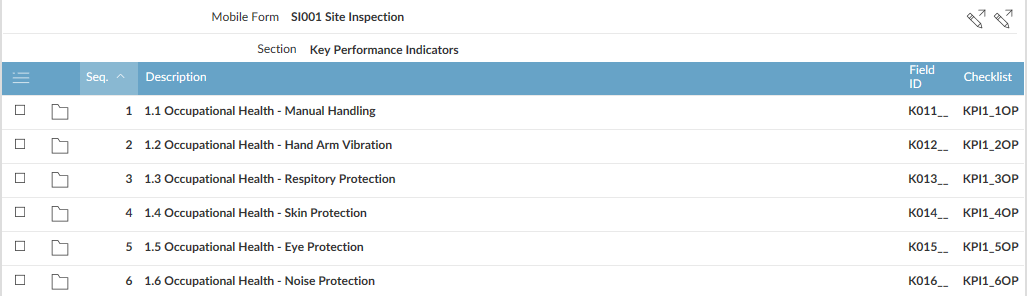 Mobile Form SI001 Site Inspection
Section Key Performance Indicators
Seq. Description Field ID Checklist
1 1.1 Occupational Health - Manual Handling K011__ KPI1_1OP
2 1.2 Occupational Health - Hand Arm Vibration K012__ KPI1_2OP
3 1.3 Occupational Health - Respitory Protection K013__ KPI1_3OP
4 1.4 Occupational Health - Skin Protection K014__ KPI1_4OP
5 1.5 Occupational Health - Eye Protection K015__ KPI1_5OP
6 1.6 Occupational Health - Noise Protection K016__ KPI1_6OP